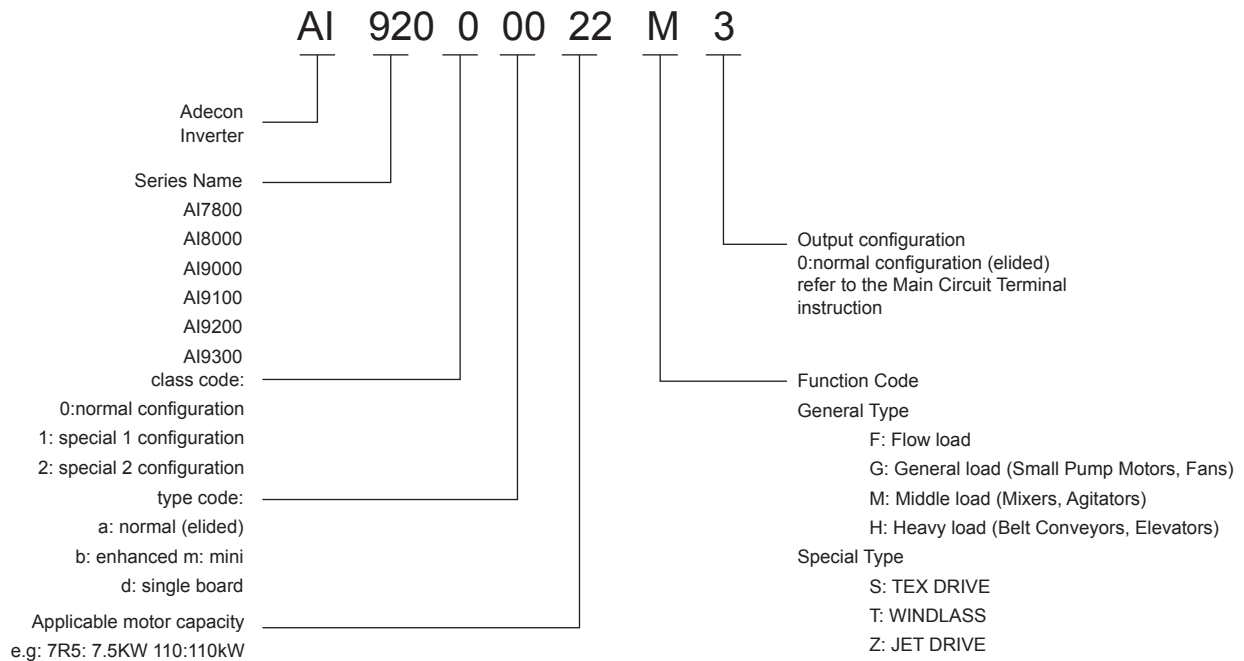 AI 920 0 00 22 M 3
Adecon
Inverter
Series Name
AI7800
AI8000
AI9000
AI9100
AI9200
AI9300
class code:
0:normal configuration
1: special 1 configuration
2: special 2 configuration
type code:
a: normal (elided)
b: enhanced m: mini
d: single board
Applicable motor capacity
e.g: 7R5: 7.5KW 110:110kW
Output configuration
0:normal configuration (elided)
refer to the Main Circuit Terminal
instruction
Function Code
General Type
F: Flow load
G: General load (Small Pump Motors, Fans)
M: Middle load (Mixers, Agitators)
H: Heavy load (Belt Conveyors, Elevators)
Special Type
S: TEX DRIVE
T: WINDLASS
Z: JET DRIVE